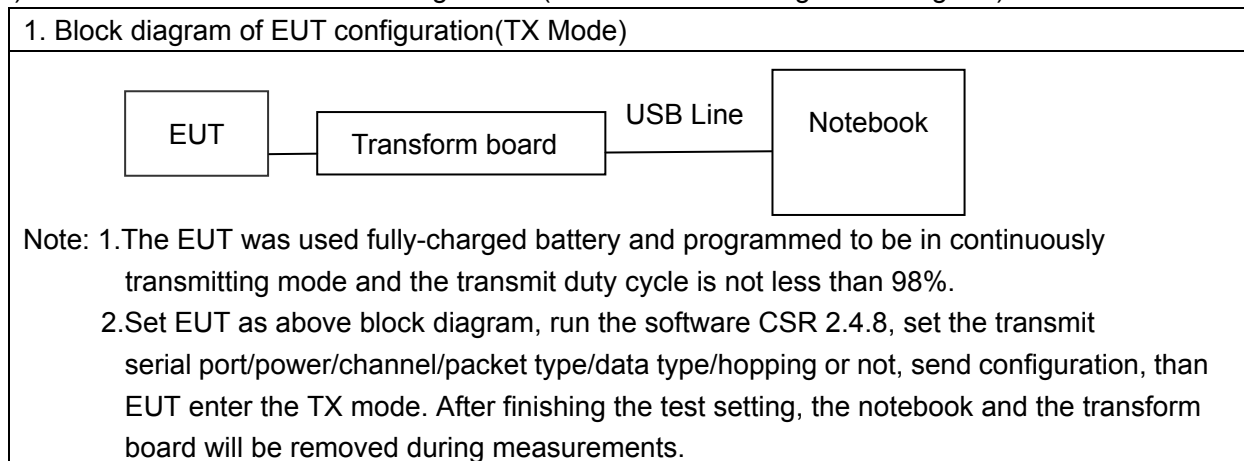 1. Block diagram of EUT configuration(TX Mode)
EUT
Transform board
USB Line
Notebook
Note: 1.The EUT was used fully-charged battery and programmed to be in continuously
transmitting mode and the transmit duty cycle is not less than 98%.
2.Set EUT as above block diagram, run the software CSR 2.4.8, set the transmit
serial port/power/channel/packet type/data type/hopping or not, send configuration, than
EUT enter the TX mode. After finishing the test setting, the notebook and the transform
board will be removed during measurements.